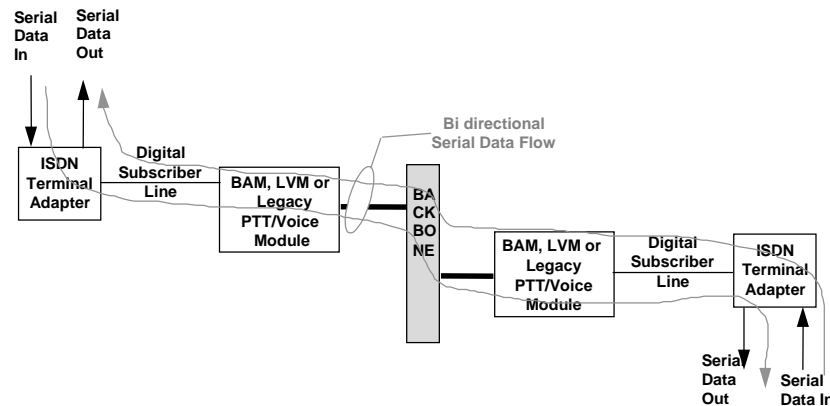 Serial
Data
In
Serial
Data
Out
Bi directional
Serial Data Flow
ISDN
Terminal
Adapter
Digital
Subscriber
Line
BAM, LVM or
Legacy
PTT/Voice
Module
BA
CK
BO
NE
BAM, LVM or
Legacy
PTT/Voice
Module
Digital
Subscriber
Line
ISDN
Terminal
Adapter
Serial
Data
Out
Serial
Data In